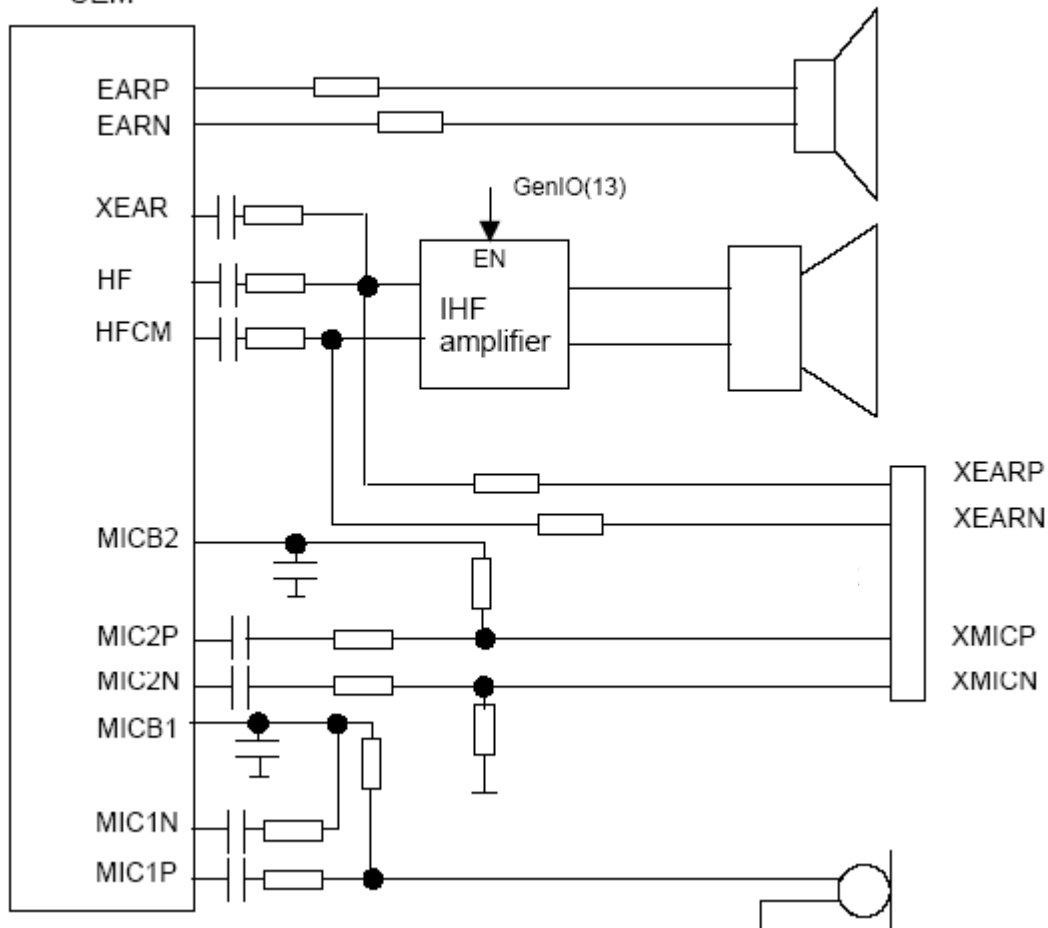 EARP
EARN
XEAR
HF
HFCM
GenIO(13)
EN
IHF
amplifier
XEARP
XEARN
MICB2
MIC2P
MIC2N
MICB1
MIC1N
MIC1P
XMICP
XMICN